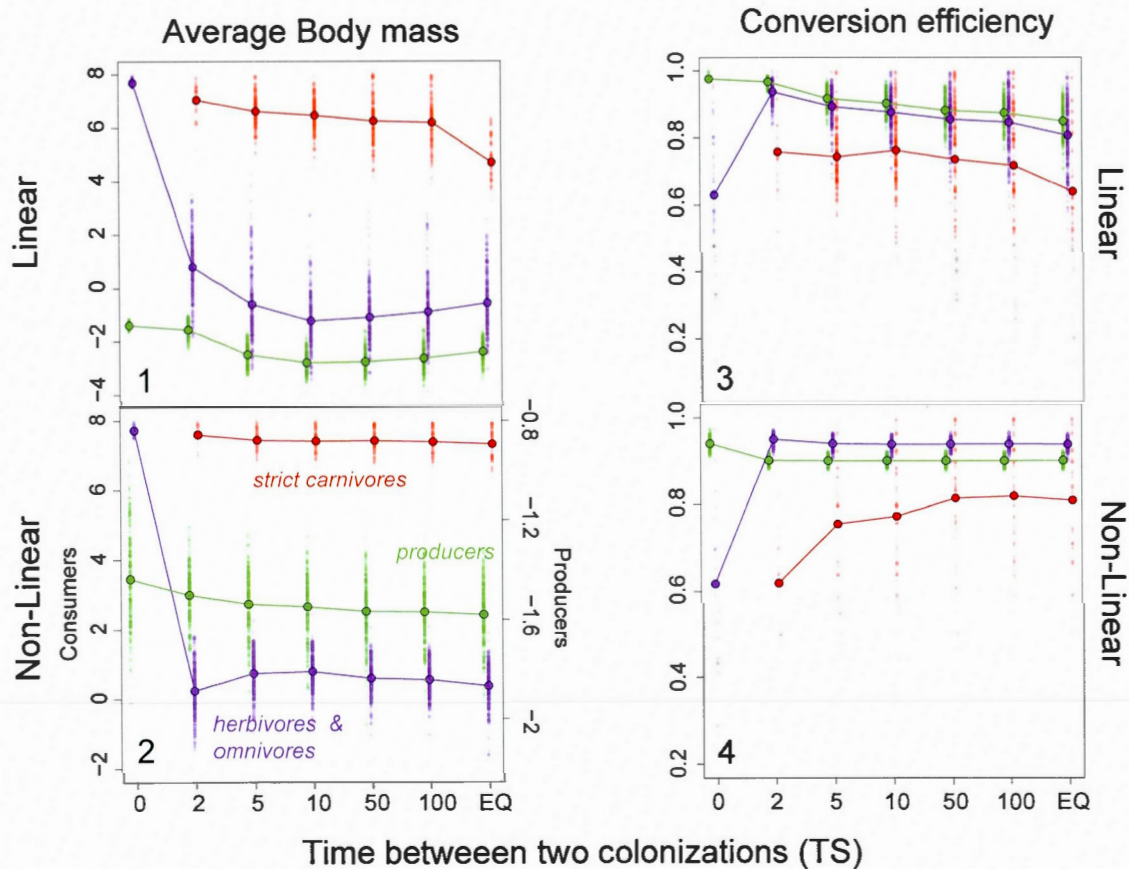 Average Body mass
Conversion efficiency
Linear
8
6
4
2
0
−2
−4
1
1.0
0.8
0.6
0.4
0.2
3
Linear
Non-Linear
Consumers
8
6
4
2
0
−2
2
strict carnivores
producers
herbivores &
omnivores
−0.8
−1.2
−1.6
−2
Producers
1.0
0.8
0.6
0.4
0.2
4
Non-Linear
0 2 5 10 50 100 EQ
0 2 5 10 50 100 EQ
Time betweeen two colonizations (TS)